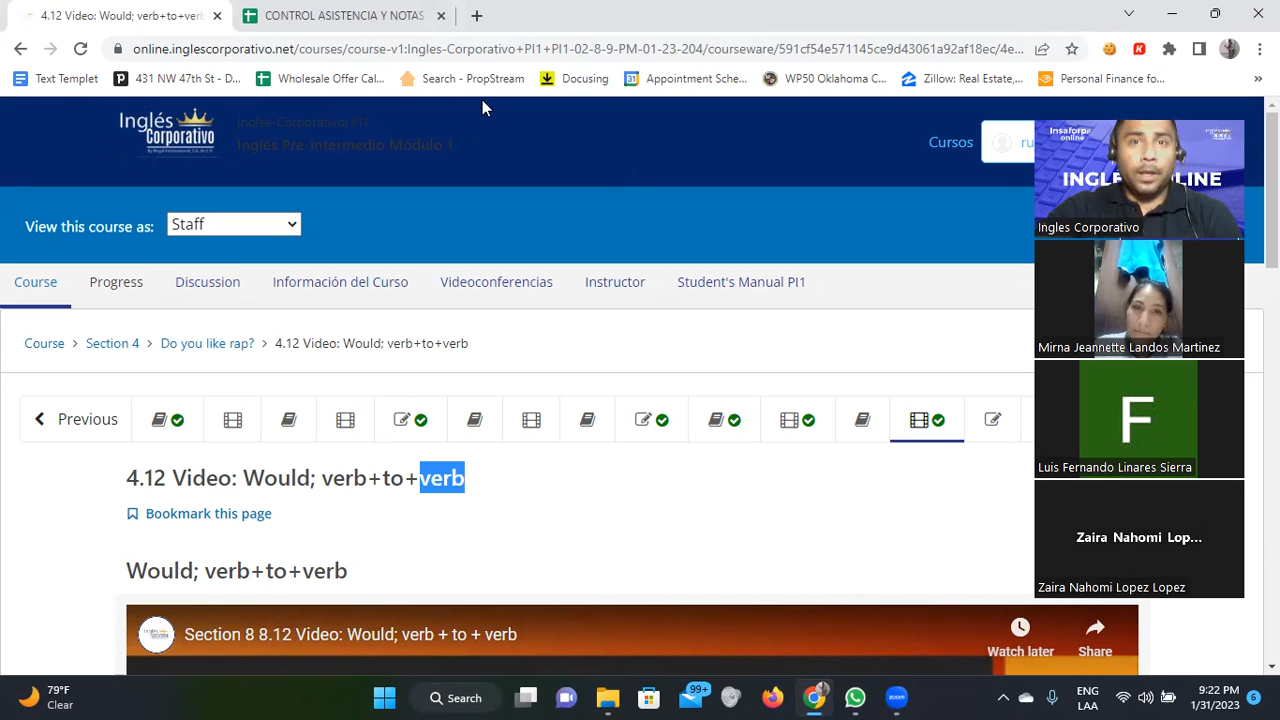 4.12 Video: Would; verb+to+verb
CONTROL ASISTENCIA Y NOTAS
online.inglescorporativo.net/courses/course-v1:Ingles-Corporativo+PI1+PI1-02-8-9-PM-01-23-204/courseware/591cf54e571145ce9d43061a92af18ec/4e...
Text Templet
431 NW 47th St - D...
Wholesale Offer Cal...
Search - PropStream
Docusing
Appointment Sche...
WP50 Oklahoma C...
Zillow: Real Estate,...
Personal Finance fo...
»
Inglés Corporativo
Ingles-Corporativo: PI1
Inglés Pre-Intermedio Módulo 1
Cursos
ru
View this course as:
Staff
Course
Progress
Discussion
Información del Curso
Videoconferencias
Instructor
Student's Manual PI1
Course > Section 4 > Do you like rap? > 4.12 Video: Would; verb+to+verb
Previous
4.12 Video: Would; verb+to+verb
Bookmark this page
Would; verb+to+verb
Section 8 8.12 Video: Would; verb + to + verb
Watch later
Share
Insaforp online
INGL LINE
Ingles Corporativo
Mirna Jeannette Landos Martinez
F
Luis Fernando Linares Sierra
Zaira Nahomi Lop...
Zaira Nahomi Lopez Lopez
79°F
Clear
Search
99+
ENG
LAA
9:22 PM
1/31/2023
6